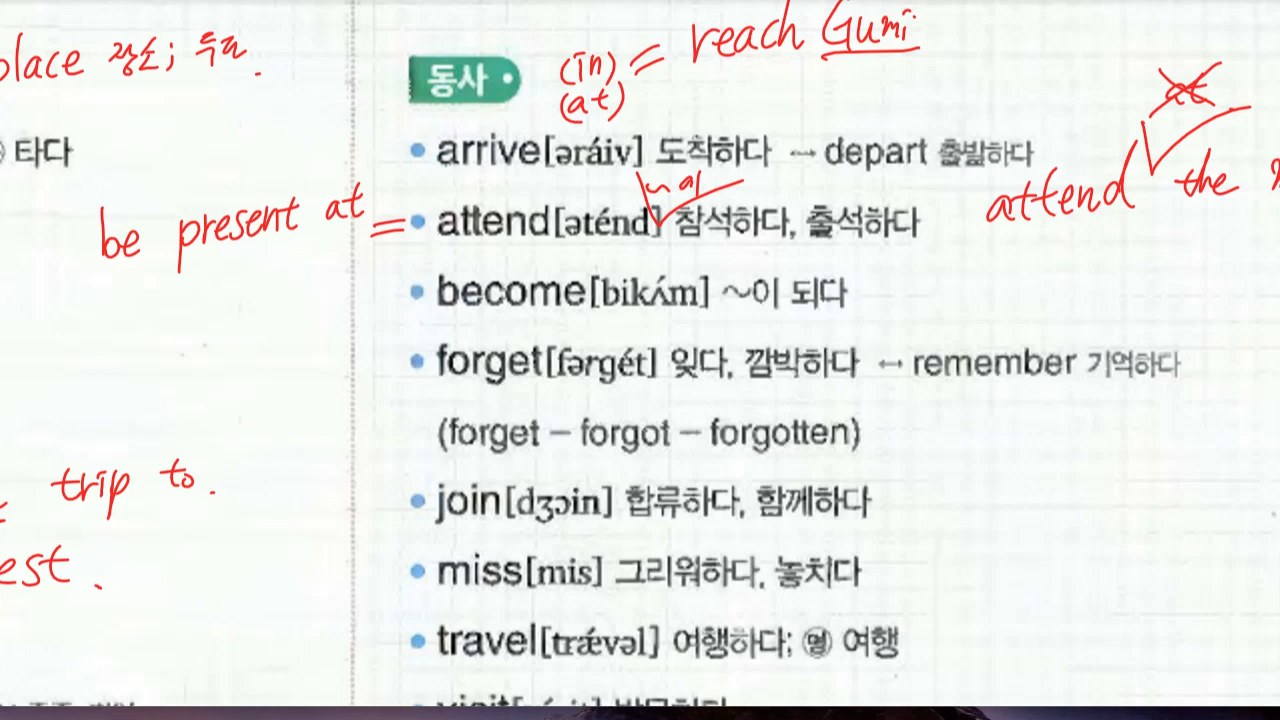 place 장소; 두다.
타다
be present at =
trip to.
est.
동사
(in) = reach Gumi
(at)
arrive[əráiv] 도착하다 ↔ depart 출발하다
attend[əténd] 참석하다, 출석하다
become[bikʌ́m] ~이 되다
forget[fərgét] 잊다, 깜박하다 ↔ remember 기억하다
(forget – forgot – forgotten)
join[dʒɔin] 합류하다, 함께하다
miss[mis] 그리워하다, 놓치다
travel[trǽvəl] 여행하다; 명 여행
at
attend the